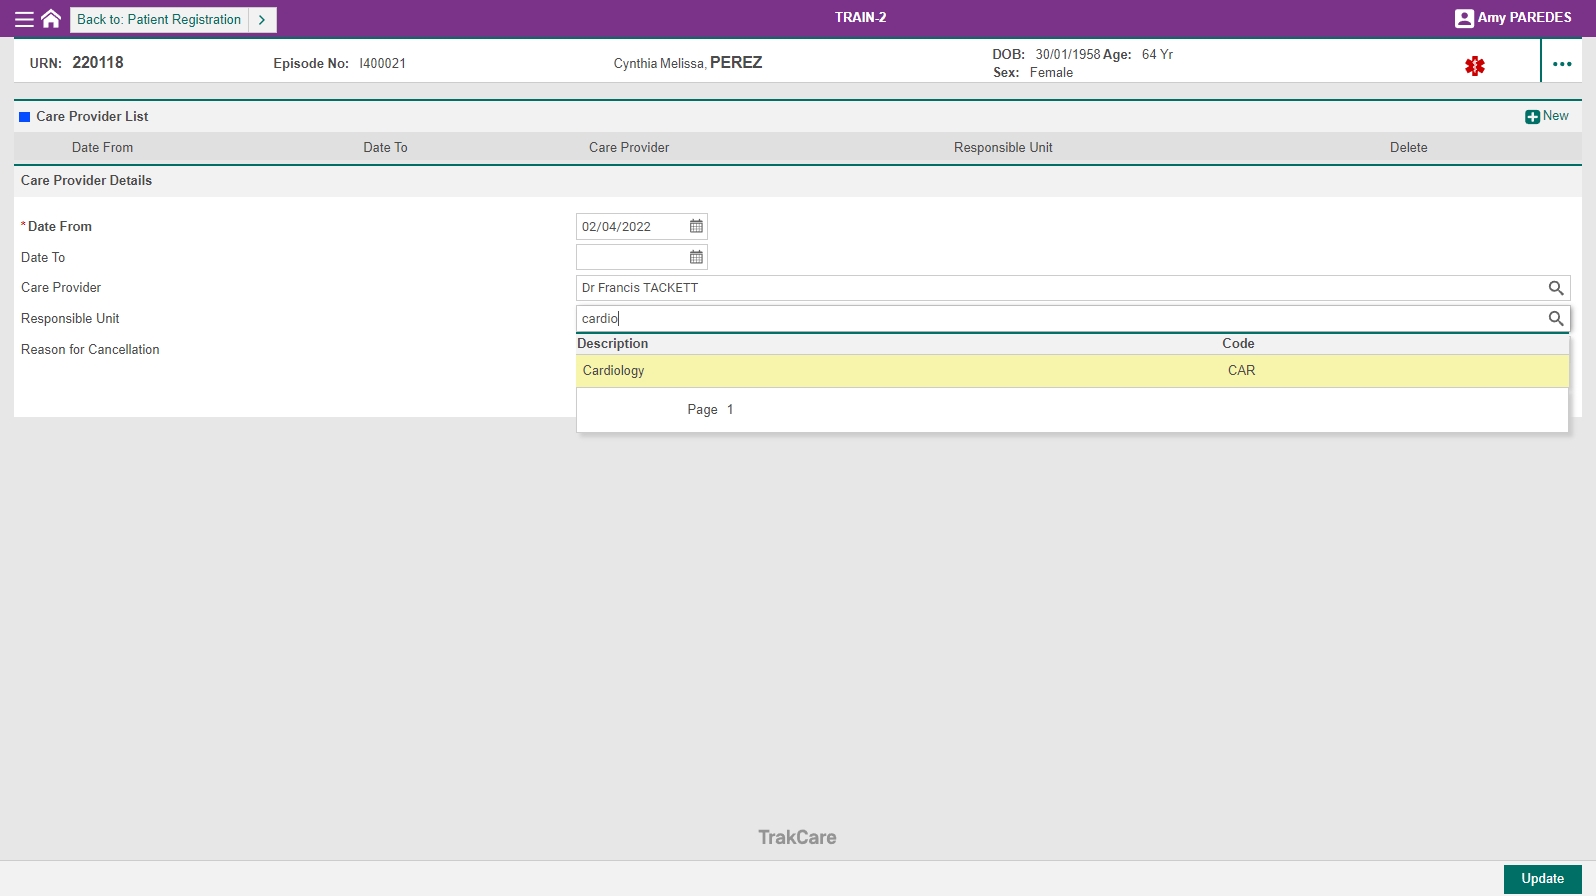 Back to: Patient Registration
TRAIN-2
Amy PAREDES
URN: 220118
Episode No: I400021
Cynthia Melissa, PEREZ
DOB: 30/01/1958 Age: 64 Yr
Sex: Female
Care Provider List
New
Date From Date To Care Provider Responsible Unit Delete
Care Provider Details
*Date From 02/04/2022
Date To
Care Provider Dr Francis TACKETT
Responsible Unit cardio
Description Code
Reason for Cancellation
Cardiology CAR
Page 1
TrakCare
Update